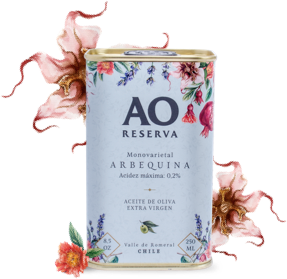 AO
RESERVA
Monovarietal
ARBEQUINA
Acidez máxima: 0,2%
ACEITE DE OLIVA
EXTRA VIRGEN
8.5
OZ
250
ML
Valle de Romeral
CHILE